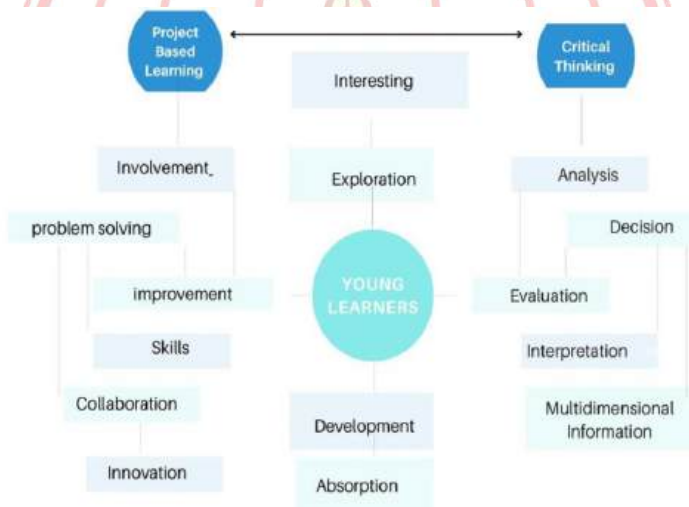 Project
Based
Learning
Critical
Thinking
Interesting
Involvement
Exploration
Analysis
problem solving
Decision
YOUNG
LEARNERS
improvement
Evaluation
Skills
Interpretation
Collaboration
Multidimensional
Information
Development
Innovation
Absorption